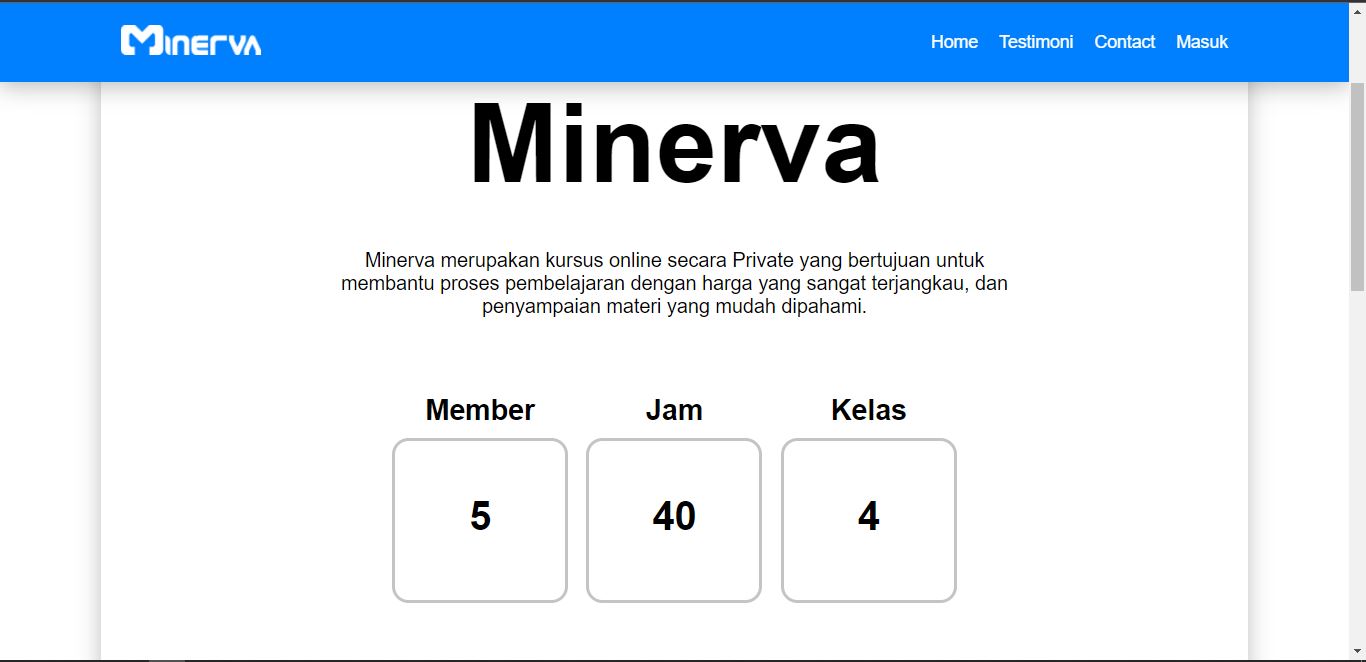 Minerva
Home Testimoni Contact Masuk
Minerva
Minerva merupakan kursus online secara Private yang bertujuan untuk
membantu proses pembelajaran dengan harga yang sangat terjangkau, dan
penyampaian materi yang mudah dipahami.
Member Jam Kelas
5 40 4